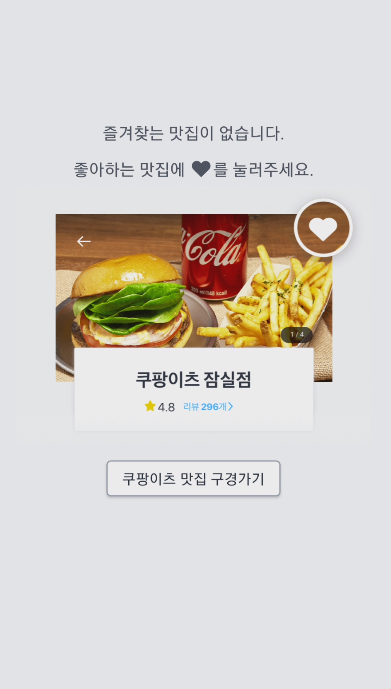 즐겨찾는 맛집이 없습니다.
좋아하는 맛집에 ♥를 눌러주세요.
Coca-Cola
1 / 4
쿠팡이츠 잠실점
★ 4.8 리뷰 296개 >
쿠팡이츠 맛집 구경가기